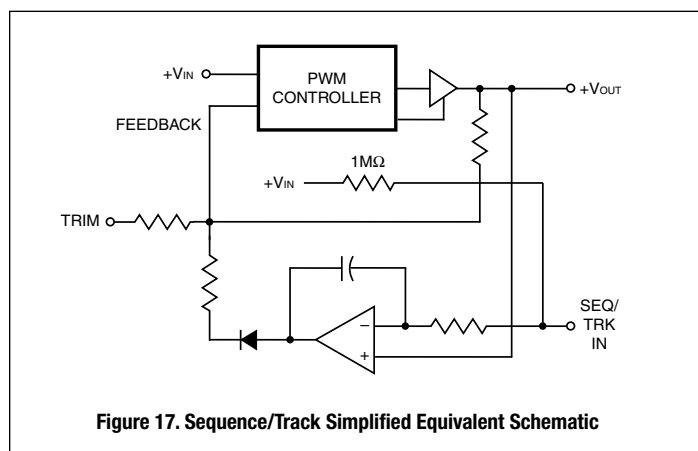 +VIN
PWM
CONTROLLER
+VOUT
FEEDBACK
1MΩ
+VIN
TRIM
SEQ/
TRK
IN
−
+
Figure 17. Sequence/Track Simplified Equivalent Schematic